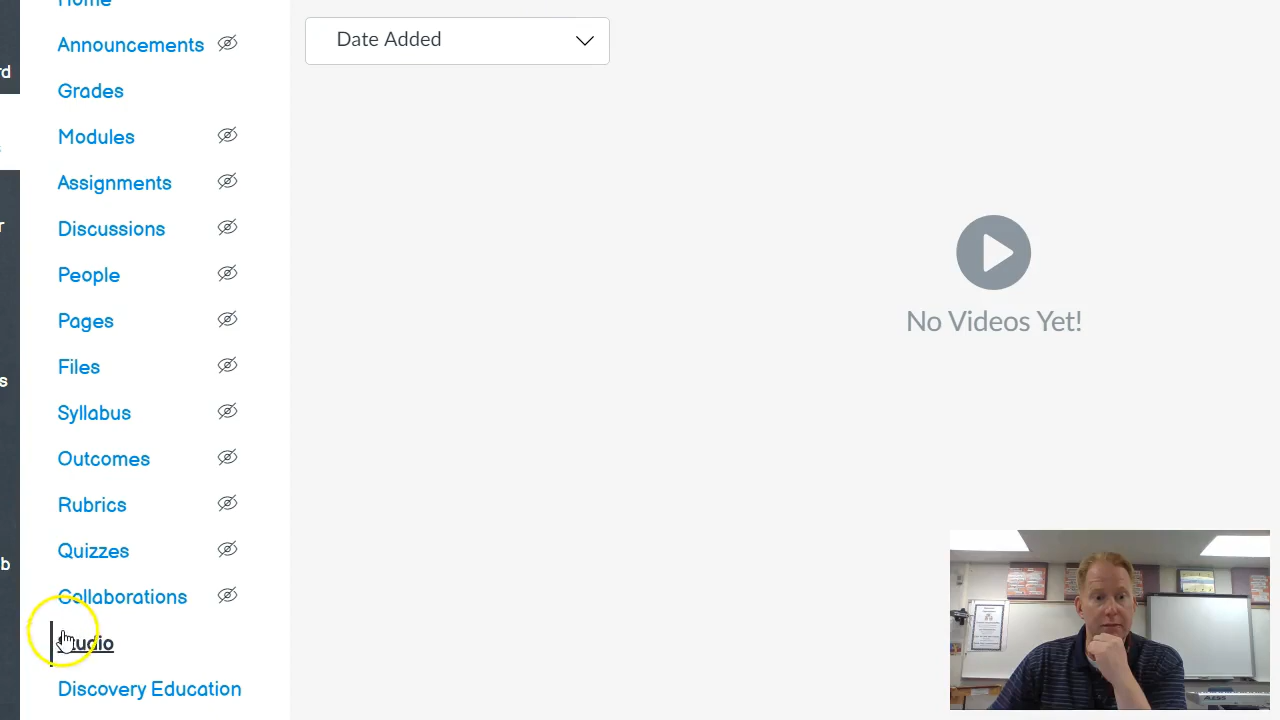 Home
Announcements
Grades
Modules
Assignments
Discussions
People
Pages
Files
Syllabus
Outcomes
Rubrics
Quizzes
Collaborations
Studio
Discovery Education
Date Added
No Videos Yet!